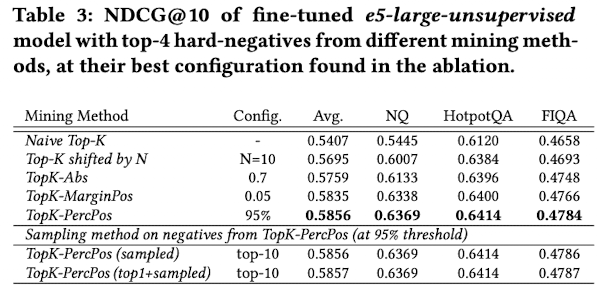 Table 3: NDCG@10 of fine-tuned e5-large-unsupervised
model with top-4 hard-negatives from different mining meth-
ods, at their best configuration found in the ablation.
Mining Method Config. Avg. NQ HotpotQA FIQA
Naive Top-K - 0.5407 0.5445 0.6120 0.4658
Top-K shifted by N N=10 0.5695 0.6007 0.6384 0.4693
TopK-Abs 0.7 0.5759 0.6133 0.6396 0.4748
TopK-MarginPos 0.05 0.5835 0.6338 0.6400 0.4766
TopK-PercPos 95% 0.5856 0.6369 0.6414 0.4784
Sampling method on negatives from TopK-PercPos (at 95% threshold)
TopK-PercPos (sampled) top-10 0.5856 0.6369 0.6414 0.4786
TopK-PercPos (top1+sampled) top-10 0.5857 0.6369 0.6414 0.4787